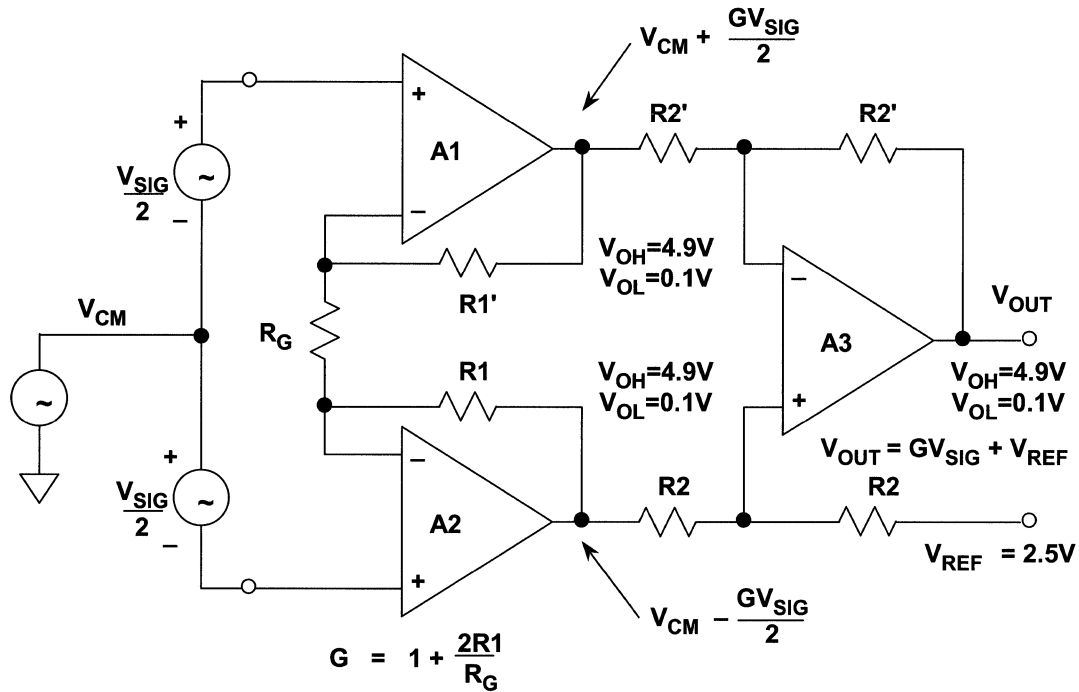 V_CM + GV_SIG/2
R2'
R2'
+
A1
−
+
V_SIG/2
−
~
R1'
V_OH=4.9V
V_OL=0.1V
V_CM
R_G
−
A3
+
V_OUT
~
R1
V_OH=4.9V
V_OL=0.1V
V_OH=4.9V
V_OL=0.1V
V_OUT = GV_SIG + V_REF
+
V_SIG/2
−
~
−
A2
+
R2
R2
V_REF = 2.5V
V_CM − GV_SIG/2
G = 1 + 2R1/R_G